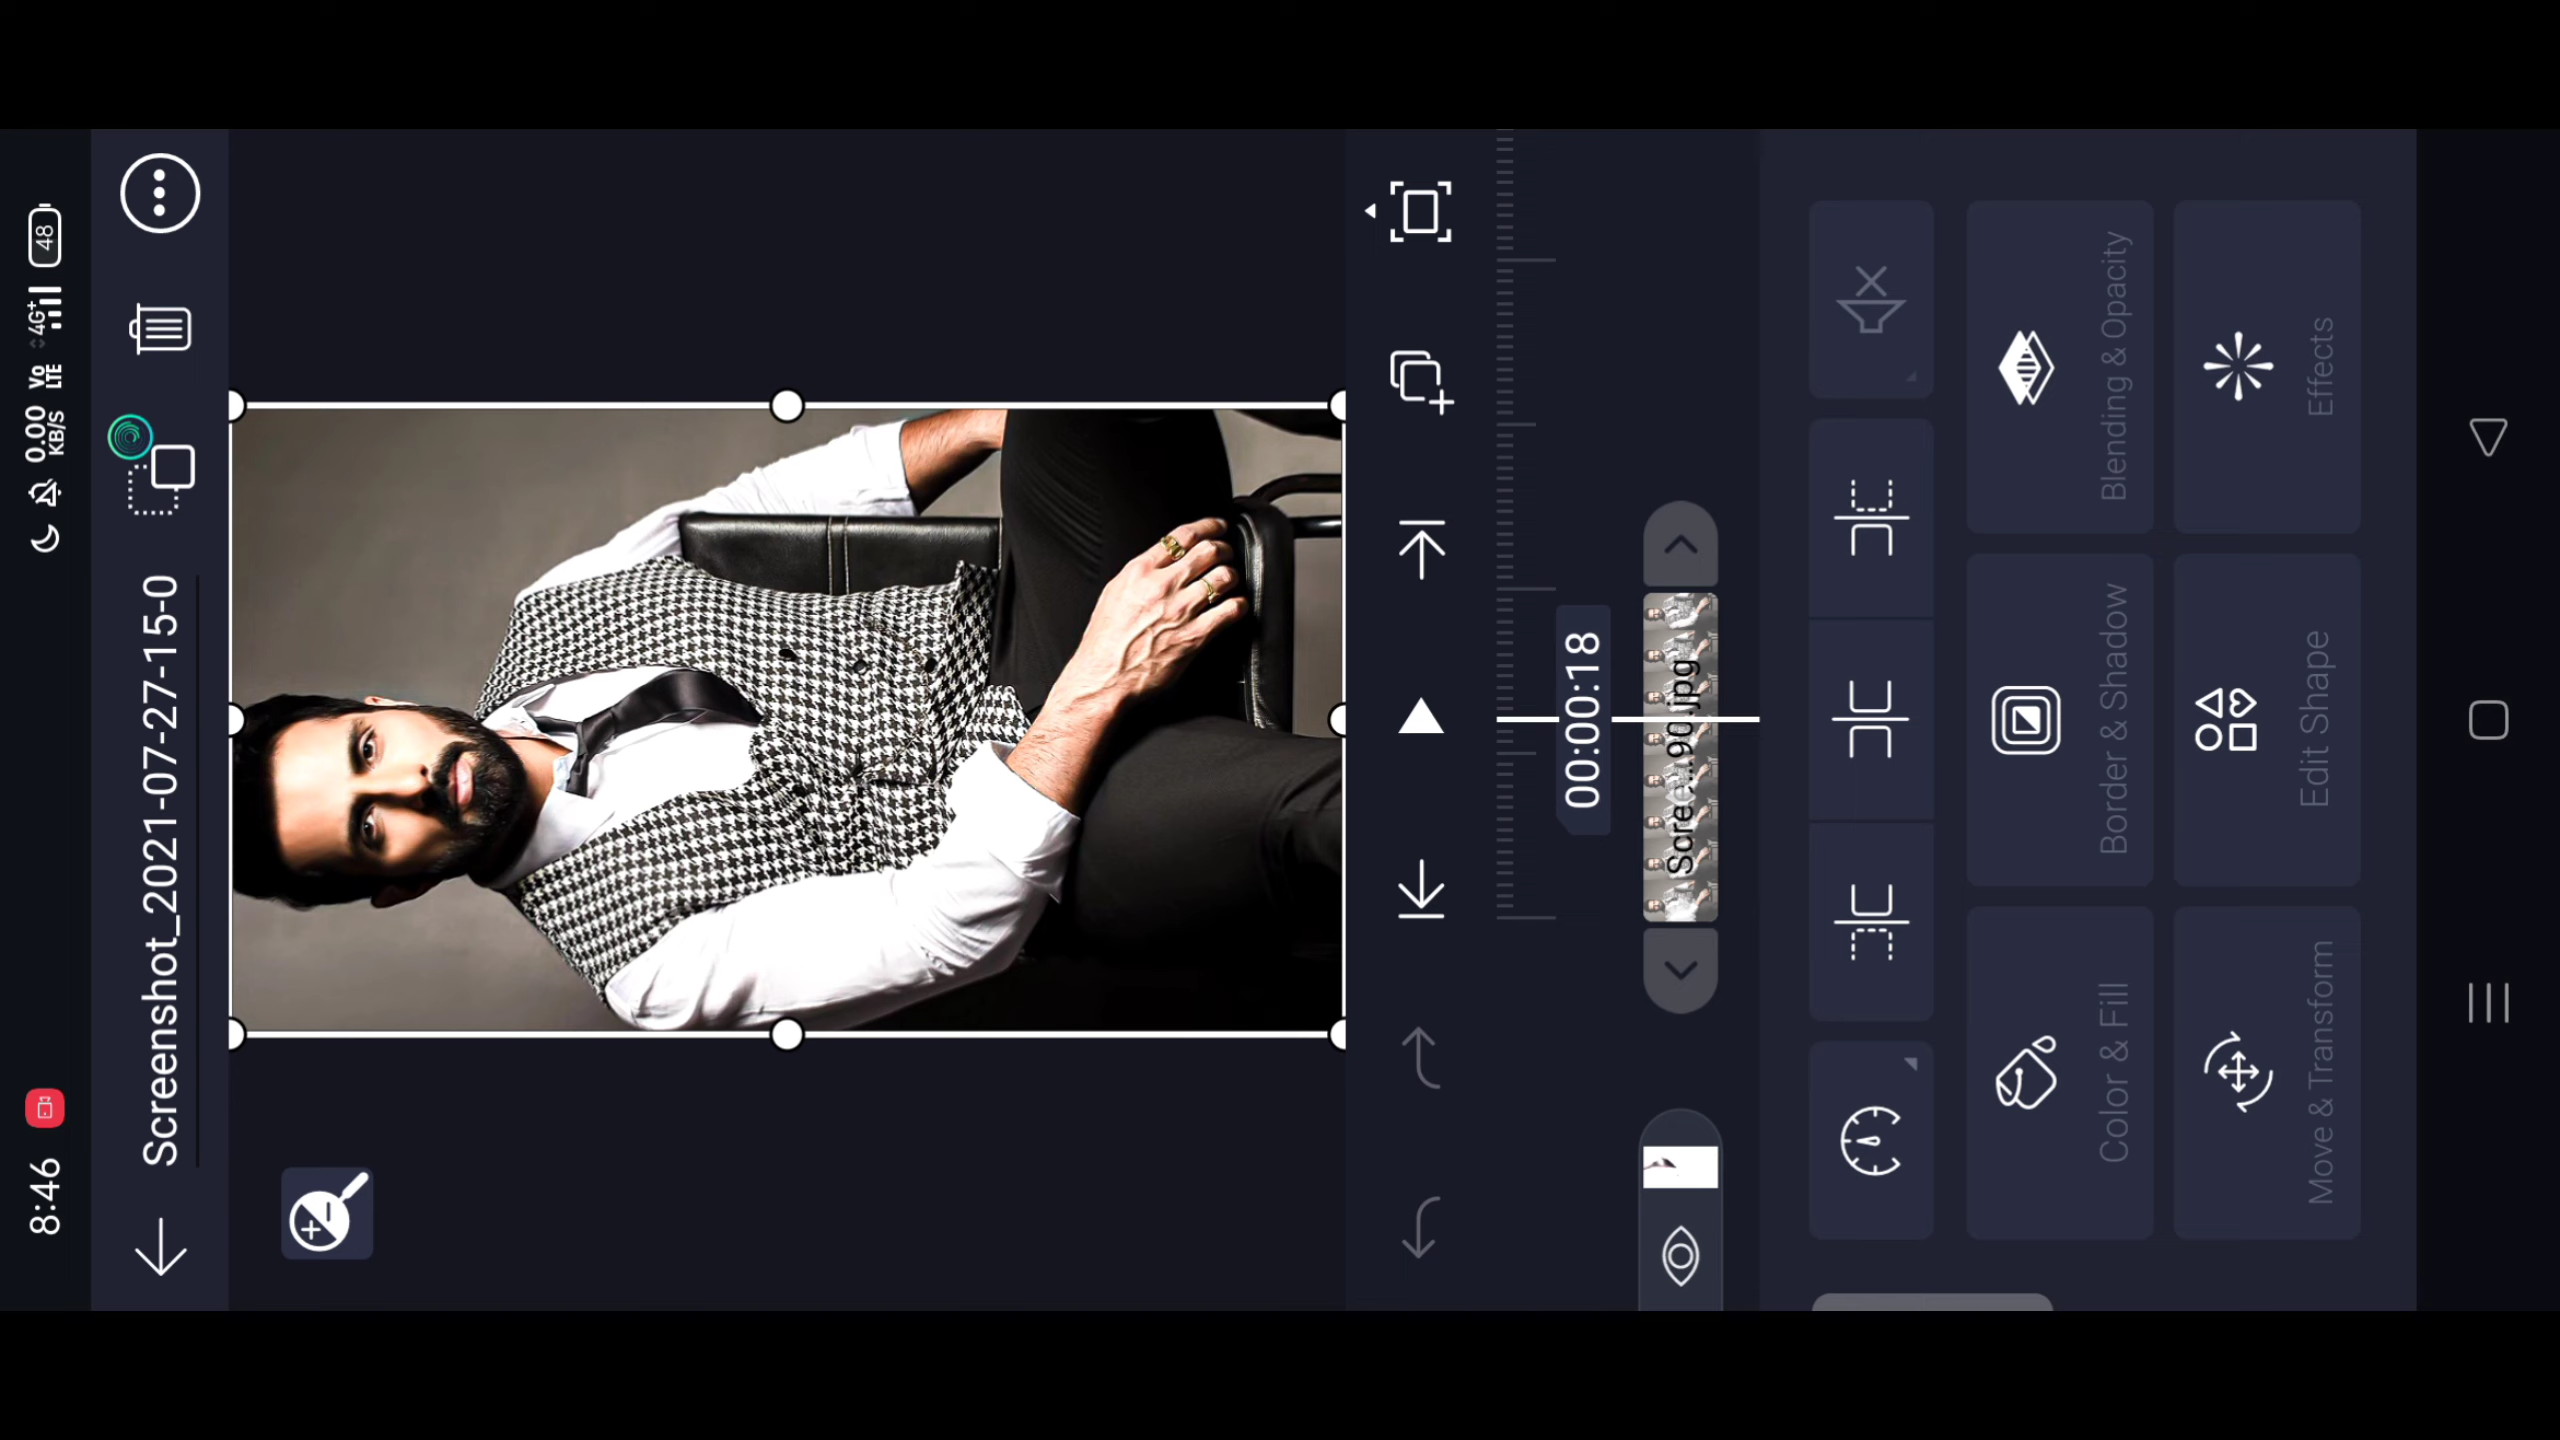 8:46
0.00
KB/S
Vo
LTE
4G+
48
Screenshot_2021-07-27-15-0
00:00:18
Scree...90.jpg
Color & Fill
Border & Shadow
Blending & Opacity
Move & Transform
Edit Shape
Effects